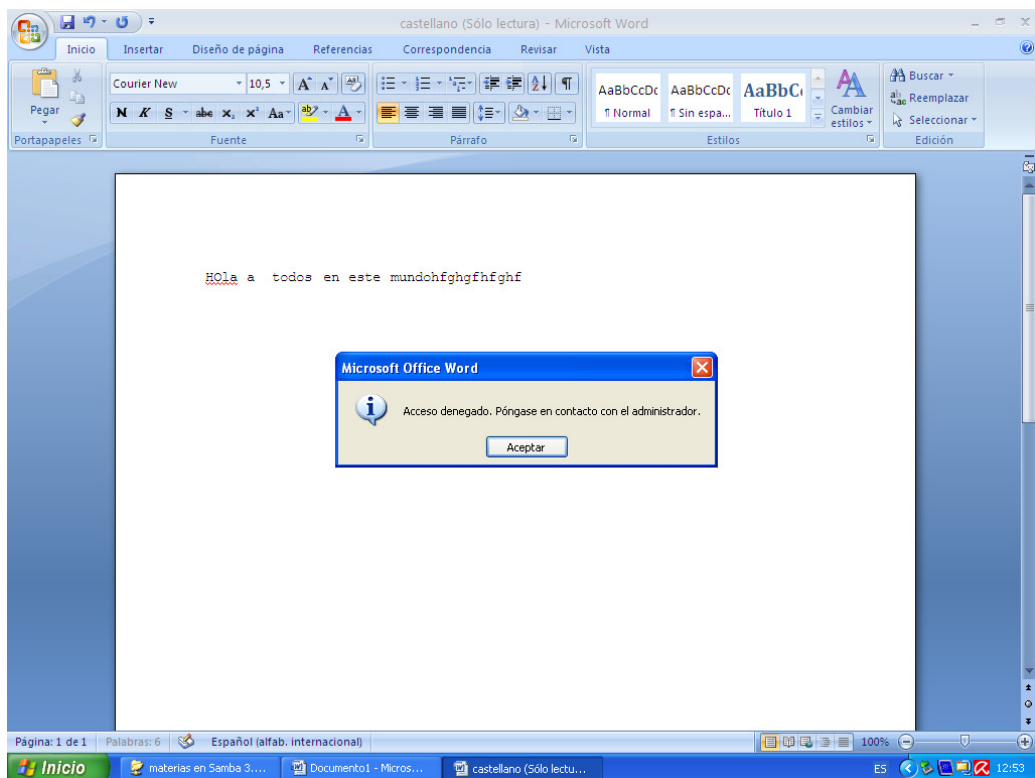 castellano (Sólo lectura) - Microsoft Word
Inicio Insertar Diseño de página Referencias Correspondencia Revisar Vista
Pegar
Portapapeles
Courier New 10,5
N K S abe x₂ x² Aa
Fuente
Párrafo
AaBbCcDc AaBbCcDc AaBbC
¶ Normal ¶ Sin espa... Título 1
Cambiar
estilos
Estilos
Buscar
Reemplazar
Seleccionar
Edición
HOla a todos en este mundohfghgfhfghf
Microsoft Office Word
Acceso denegado. Póngase en contacto con el administrador.
Aceptar
Página: 1 de 1 Palabras: 6 Español (alfab. internacional) 100%
Inicio materias en Samba 3.... Documento1 - Micros... castellano (Sólo lectu... ES 12:53